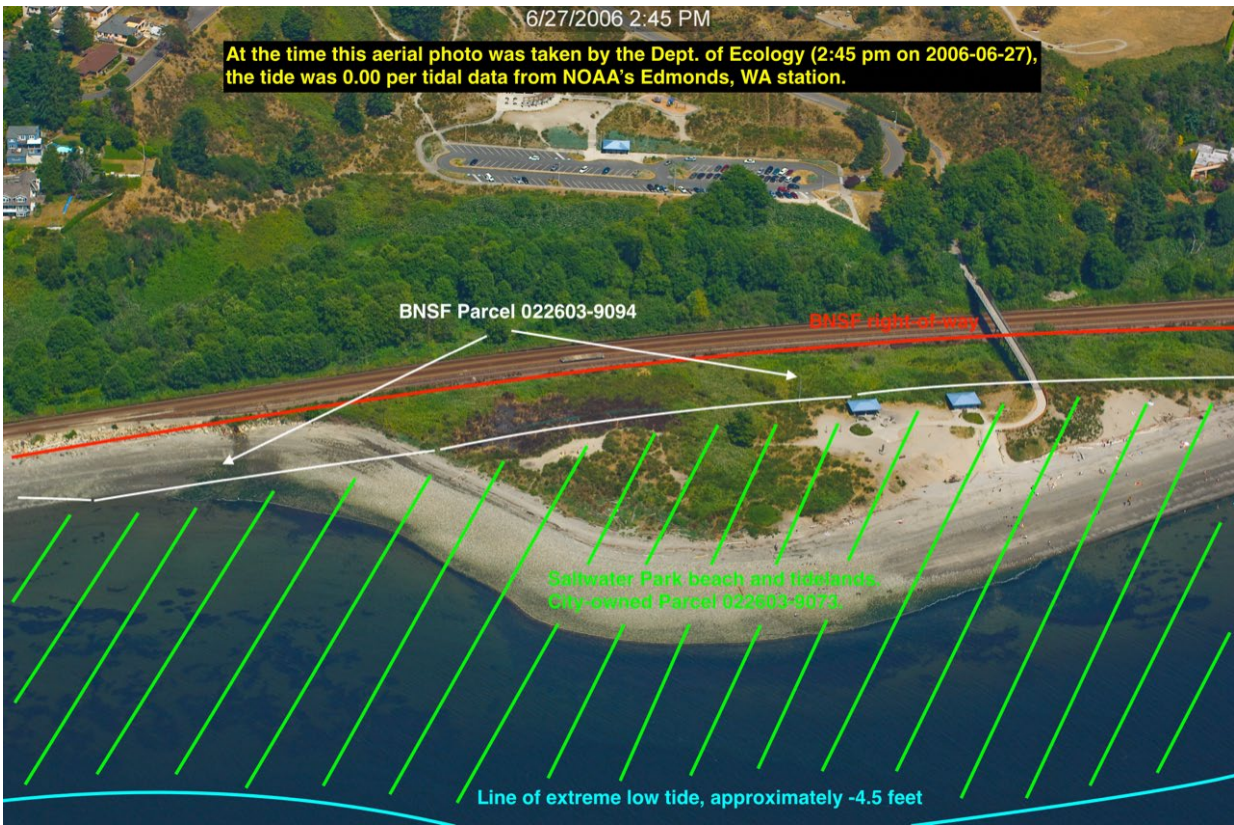 6/27/2006 2:45 PM
At the time this aerial photo was taken by the Dept. of Ecology (2:45 pm on 2006-06-27),
the tide was 0.00 per tidal data from NOAA's Edmonds, WA station.
BNSF Parcel 022603-9094
BNSF right-of-way
Saltwater Park beach and tidelands.
City-owned Parcel 022603-9073.
Line of extreme low tide, approximately -4.5 feet